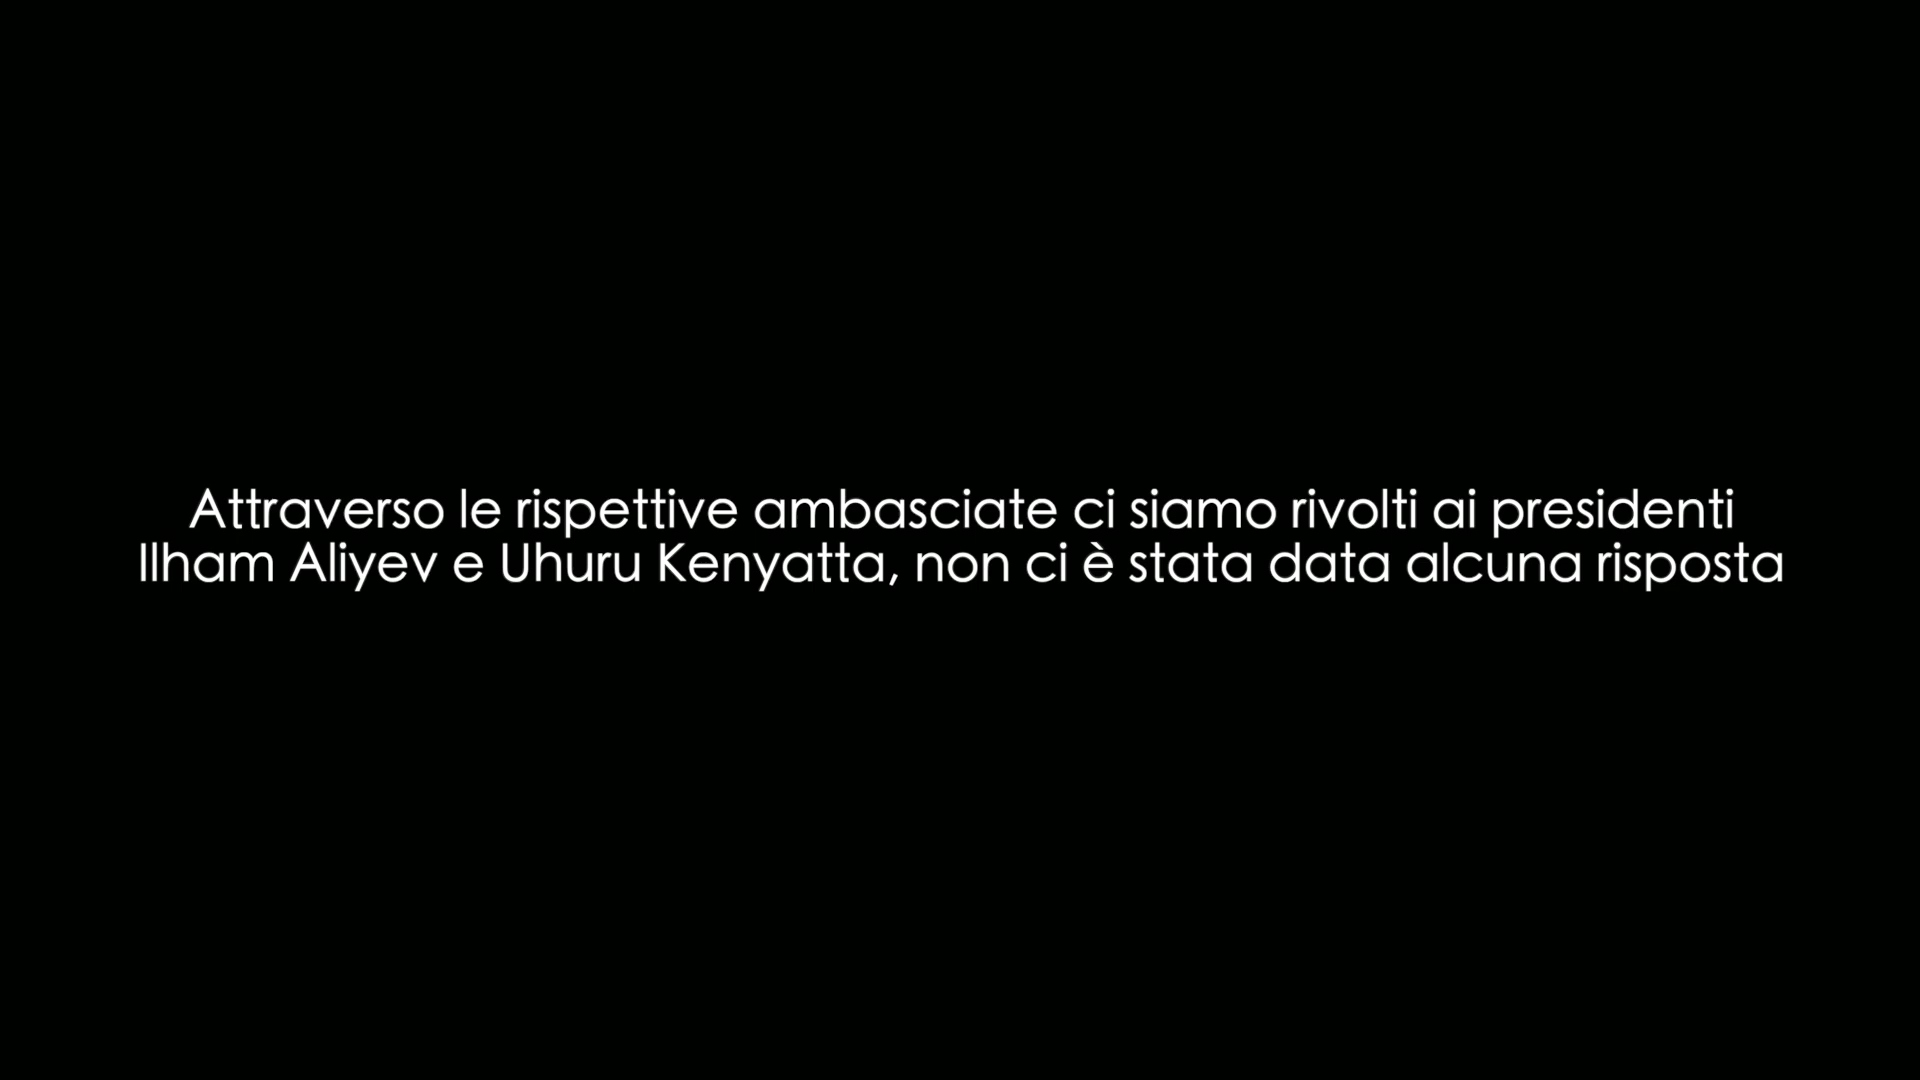 Attraverso le rispettive ambasciate ci siamo rivolti ai presidenti
Ilham Aliyev e Uhuru Kenyatta, non ci è stata data alcuna risposta